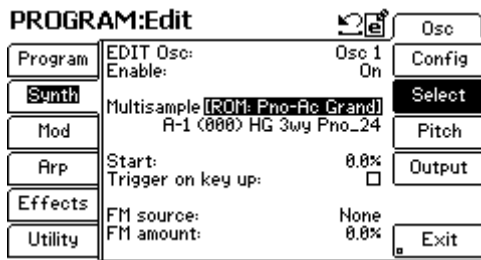 PROGRAM:Edit
e
Osc
Program
EDIT Osc: Osc 1
Config
Enable: On
Synth
Select
Multisample [ROM: Pno-Ac Grand]
A-1 (000) HG 3wy Pno_24
Mod
Pitch
Arp
Start: 0.0%
Output
Trigger on key up:
Effects
FM source: None
Utility
FM amount: 0.0%
Exit